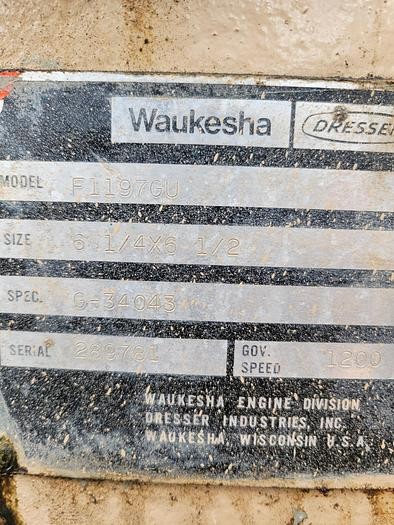 Waukesha DRESSER
MODEL F1197GU
SIZE 6 1/4X6 1/2
SPEC. G-34043
SERIAL 289781 GOV. SPEED 1200
WAUKESHA ENGINE DIVISION
DRESSER INDUSTRIES, INC.
WAUKESHA, WISCONSIN U.S.A.